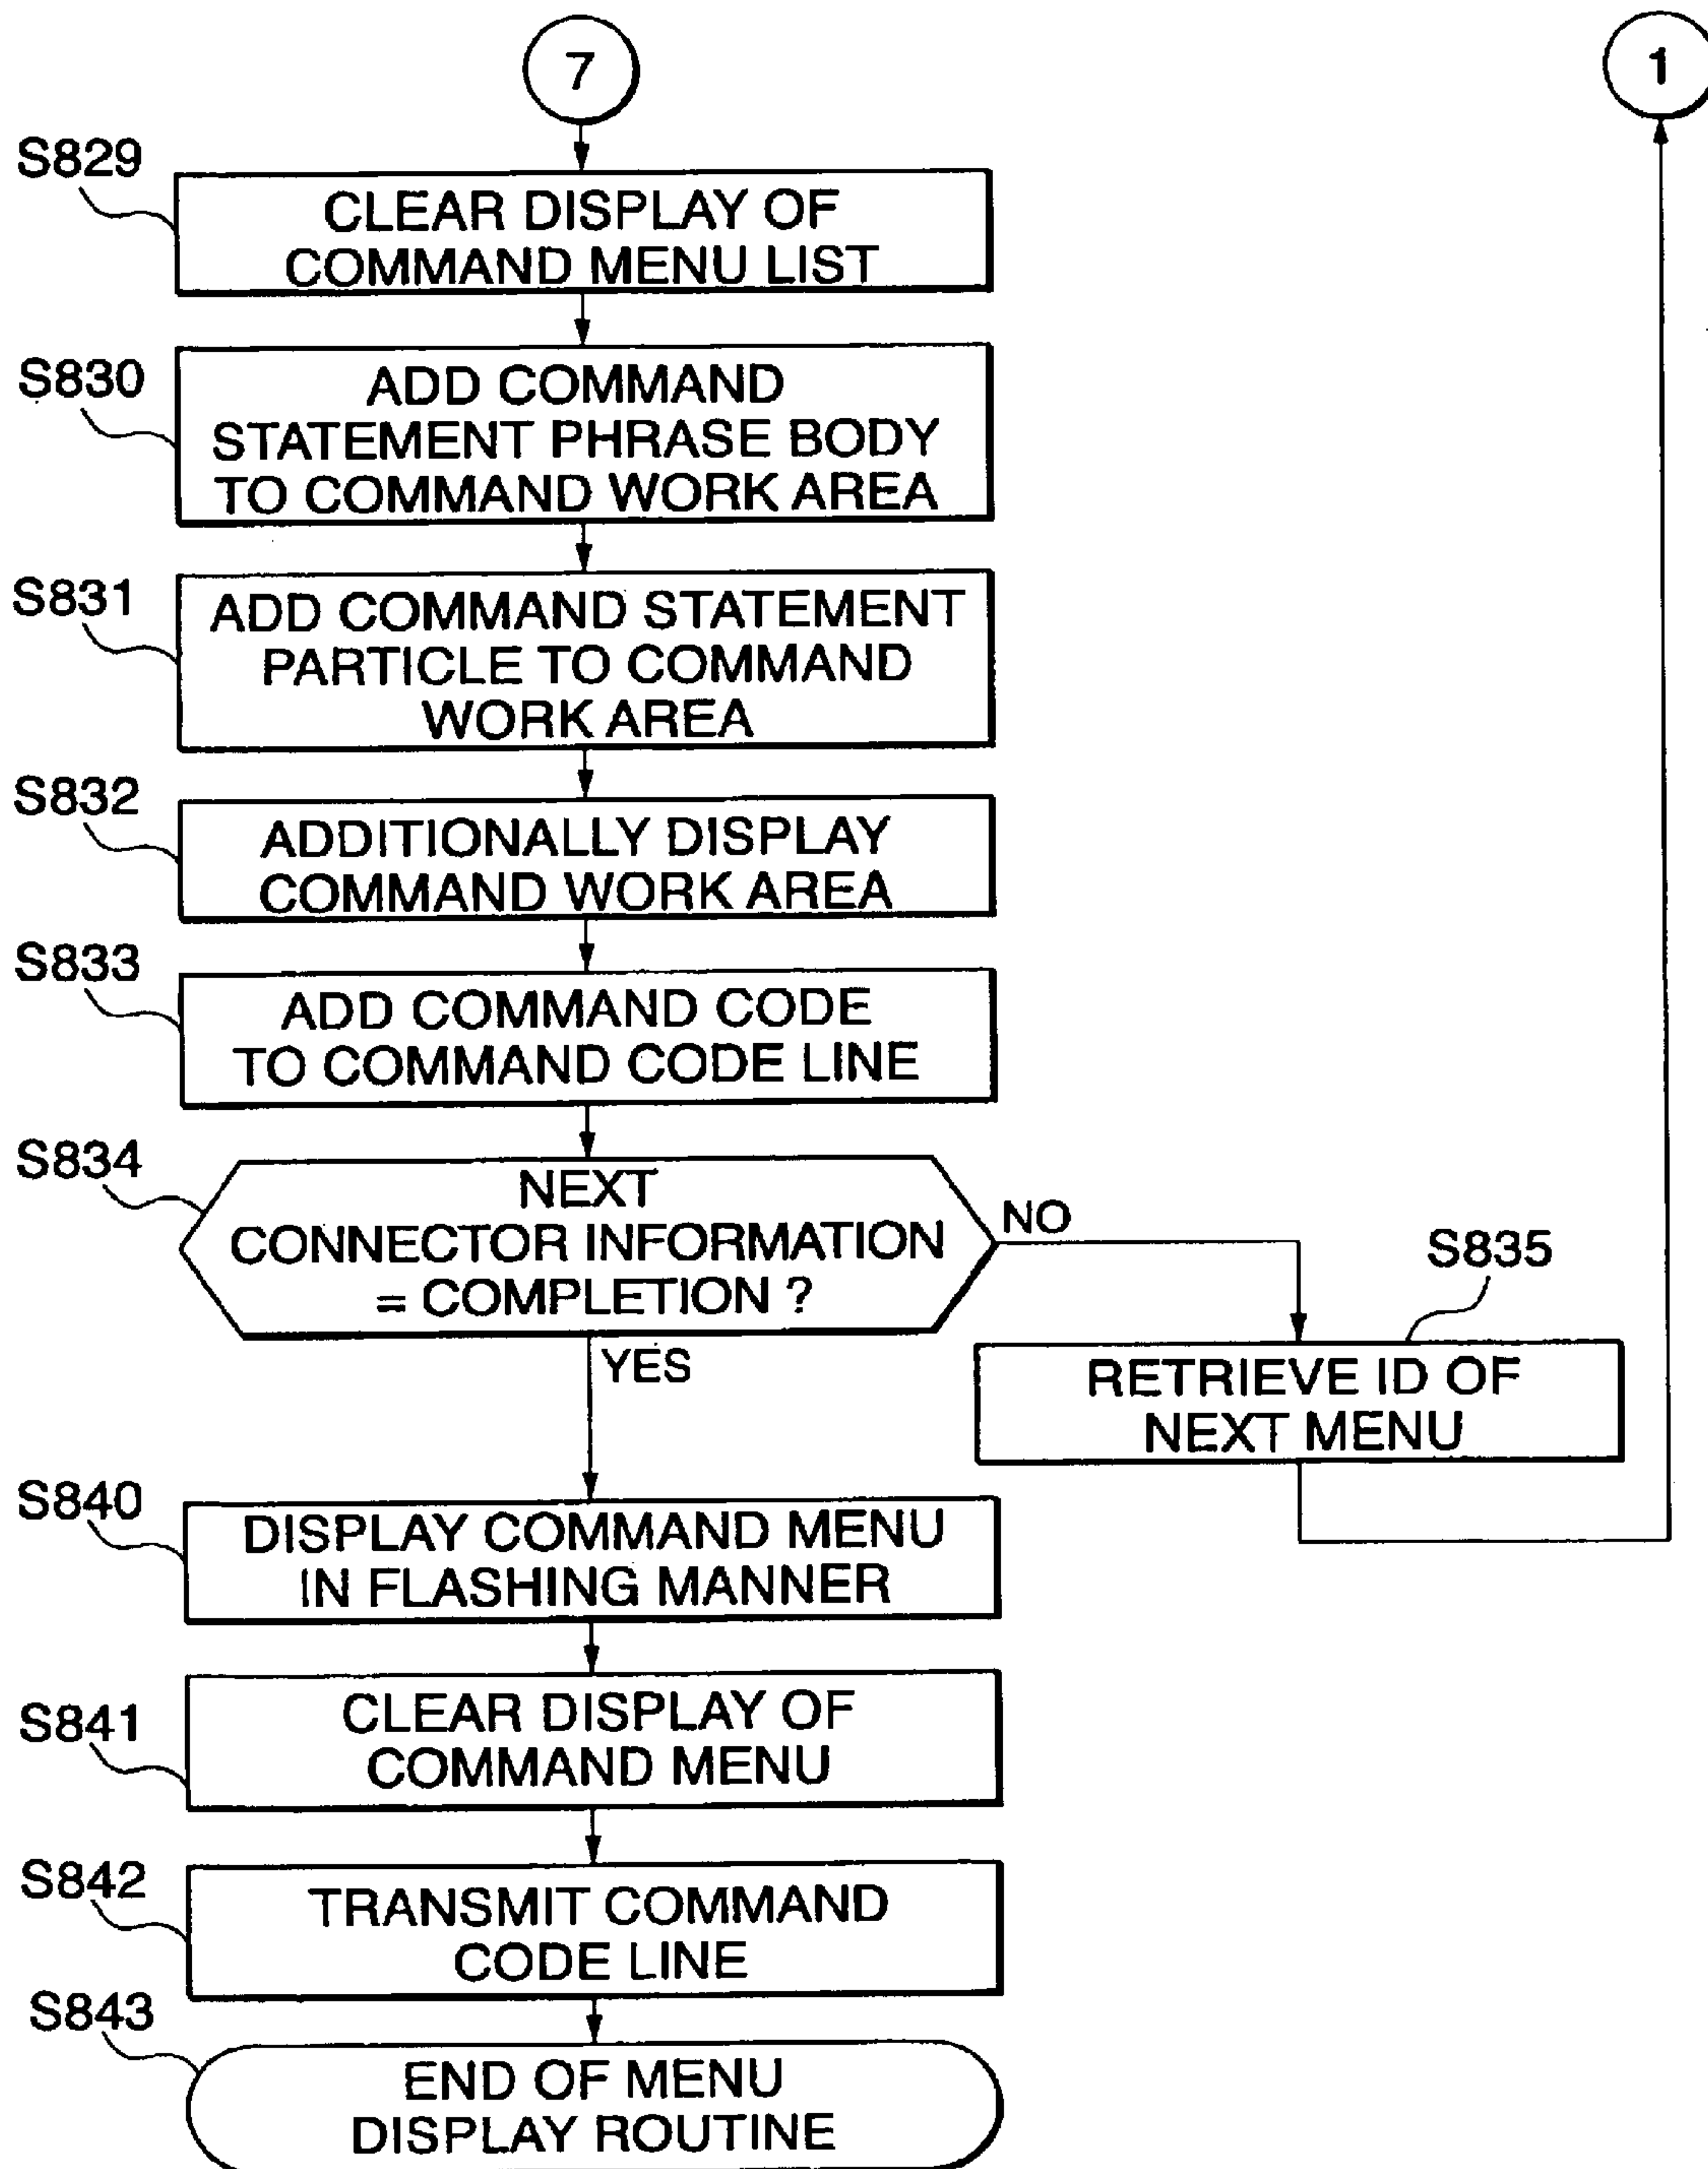 7
1
S829
CLEAR DISPLAY OF
COMMAND MENU LIST
S830
ADD COMMAND
STATEMENT PHRASE BODY
TO COMMAND WORK AREA
S831
ADD COMMAND STATEMENT
PARTICLE TO COMMAND
WORK AREA
S832
ADDITIONALLY DISPLAY
COMMAND WORK AREA
S833
ADD COMMAND CODE
TO COMMAND CODE LINE
S834
NEXT
CONNECTOR INFORMATION
= COMPLETION ?
NO
YES
S835
RETRIEVE ID OF
NEXT MENU
S840
DISPLAY COMMAND MENU
IN FLASHING MANNER
S841
CLEAR DISPLAY OF
COMMAND MENU
S842
TRANSMIT COMMAND
CODE LINE
S843
END OF MENU
DISPLAY ROUTINE